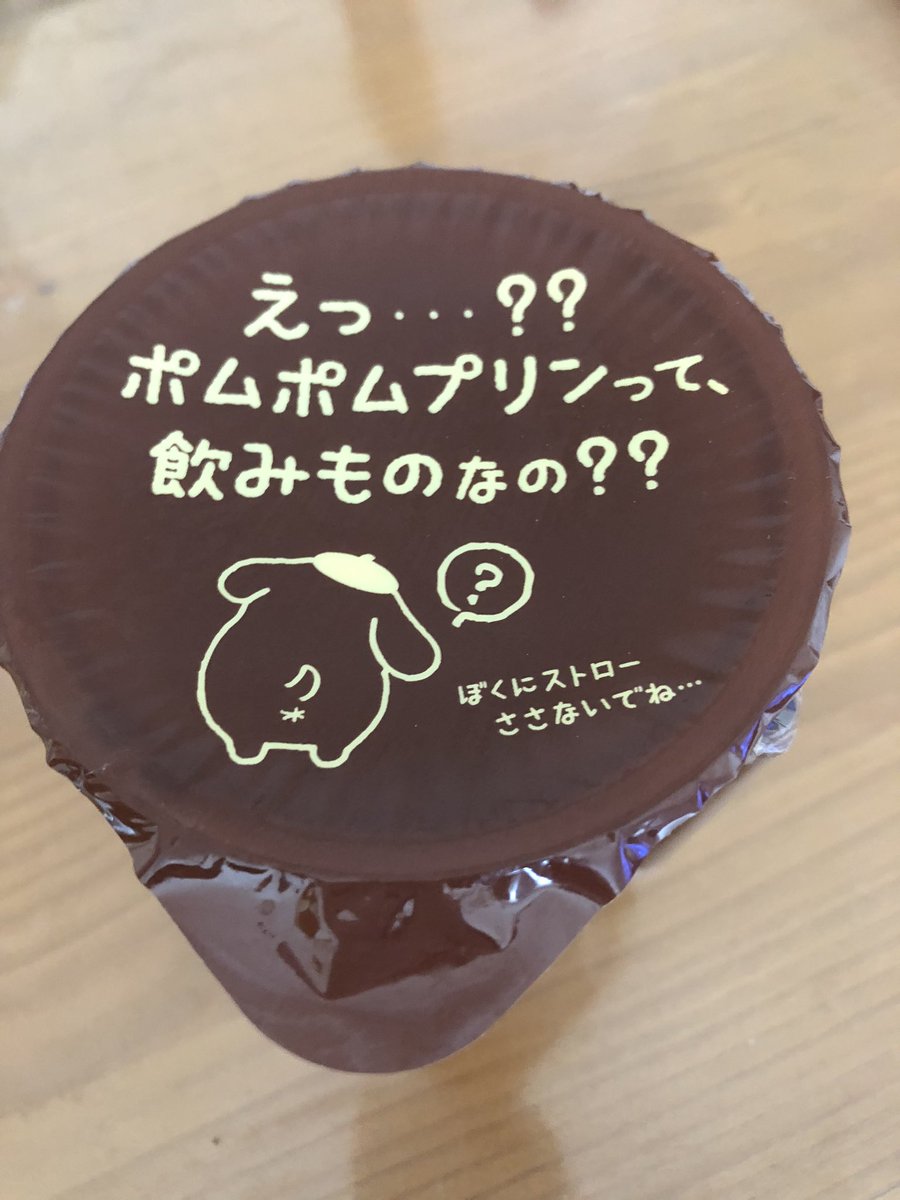 えっ・・・??
ポムポムプリンって、
飲みものなの??
?
ぼくにストロー
ささないでね…